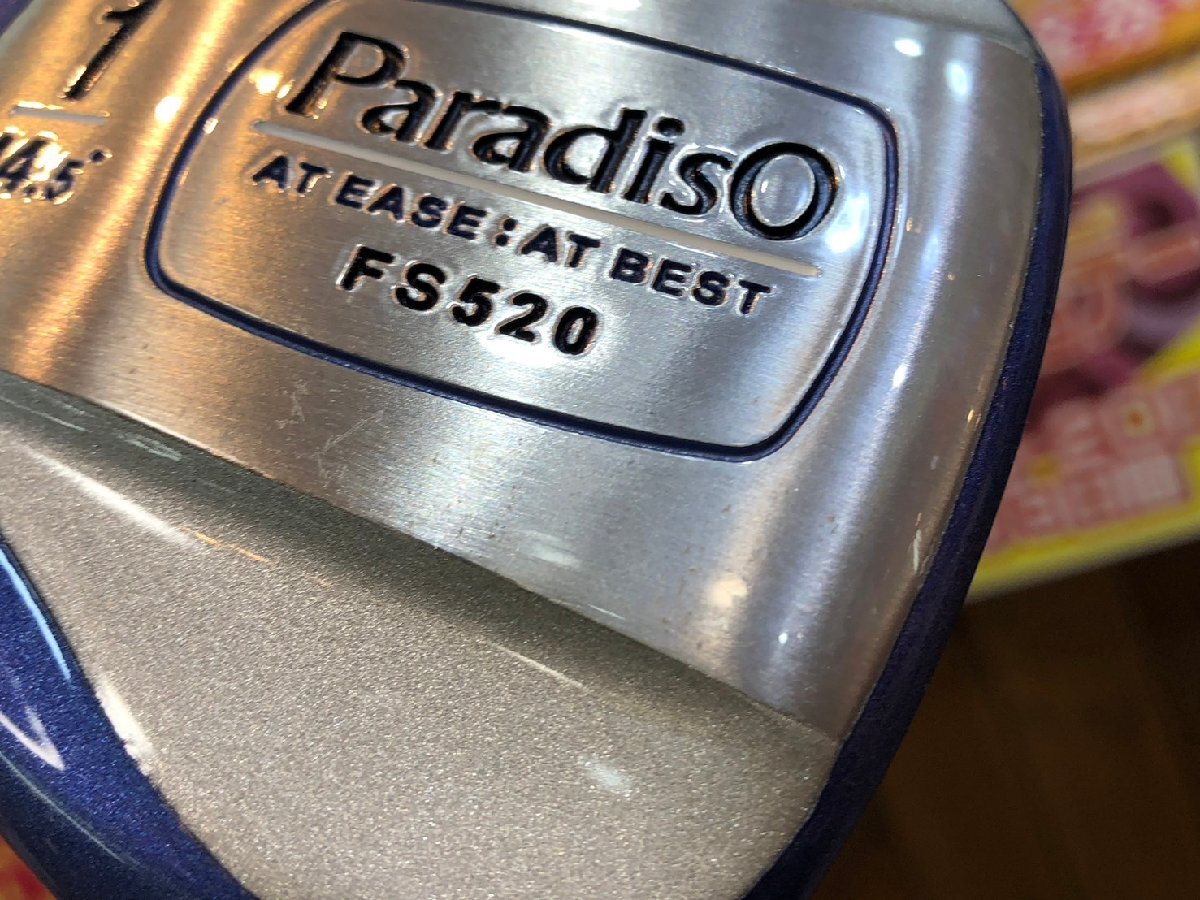 1
14.5°
ParadisO
AT EASE : AT BEST
FS520